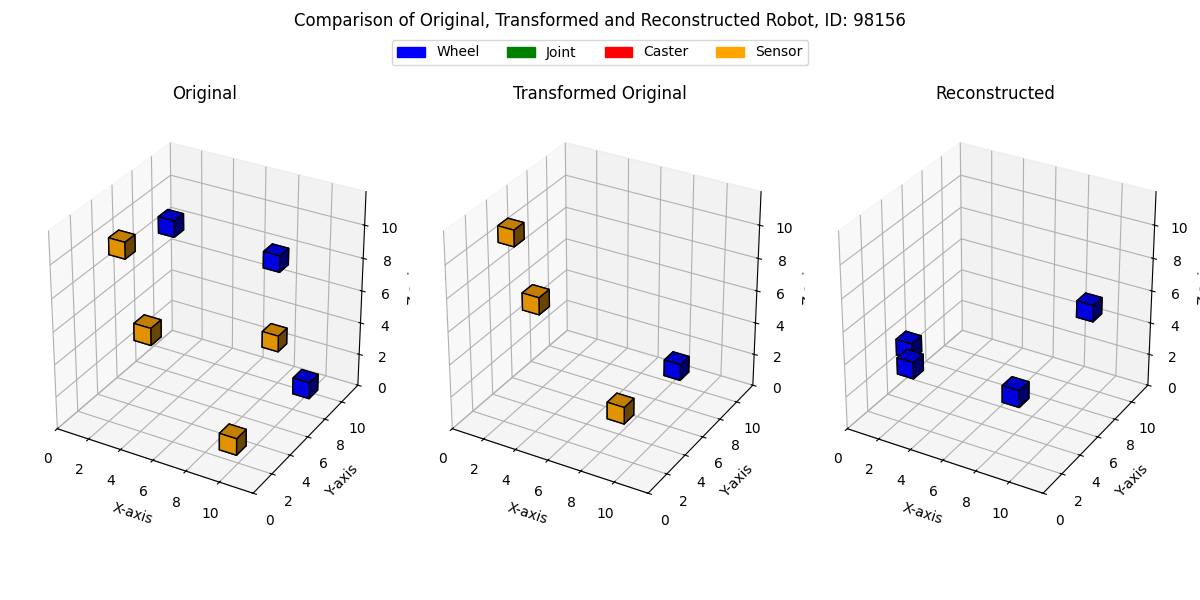 Comparison of Original, Transformed and Reconstructed Robot, ID: 98156
Wheel Joint Caster Sensor
Original Transformed Original Reconstructed
10 10 10
8 8 8
6 6 6
4 4 4
2 2 2
0 0 0
10 10 10
8 8 8
6 6 6
4 4 4
2 2 2
0 0 0
0 2 4 6 8 10 0 2 4 6 8 10 0 2 4 6 8 10
X-axis Y-axis X-axis Y-axis X-axis Y-axis